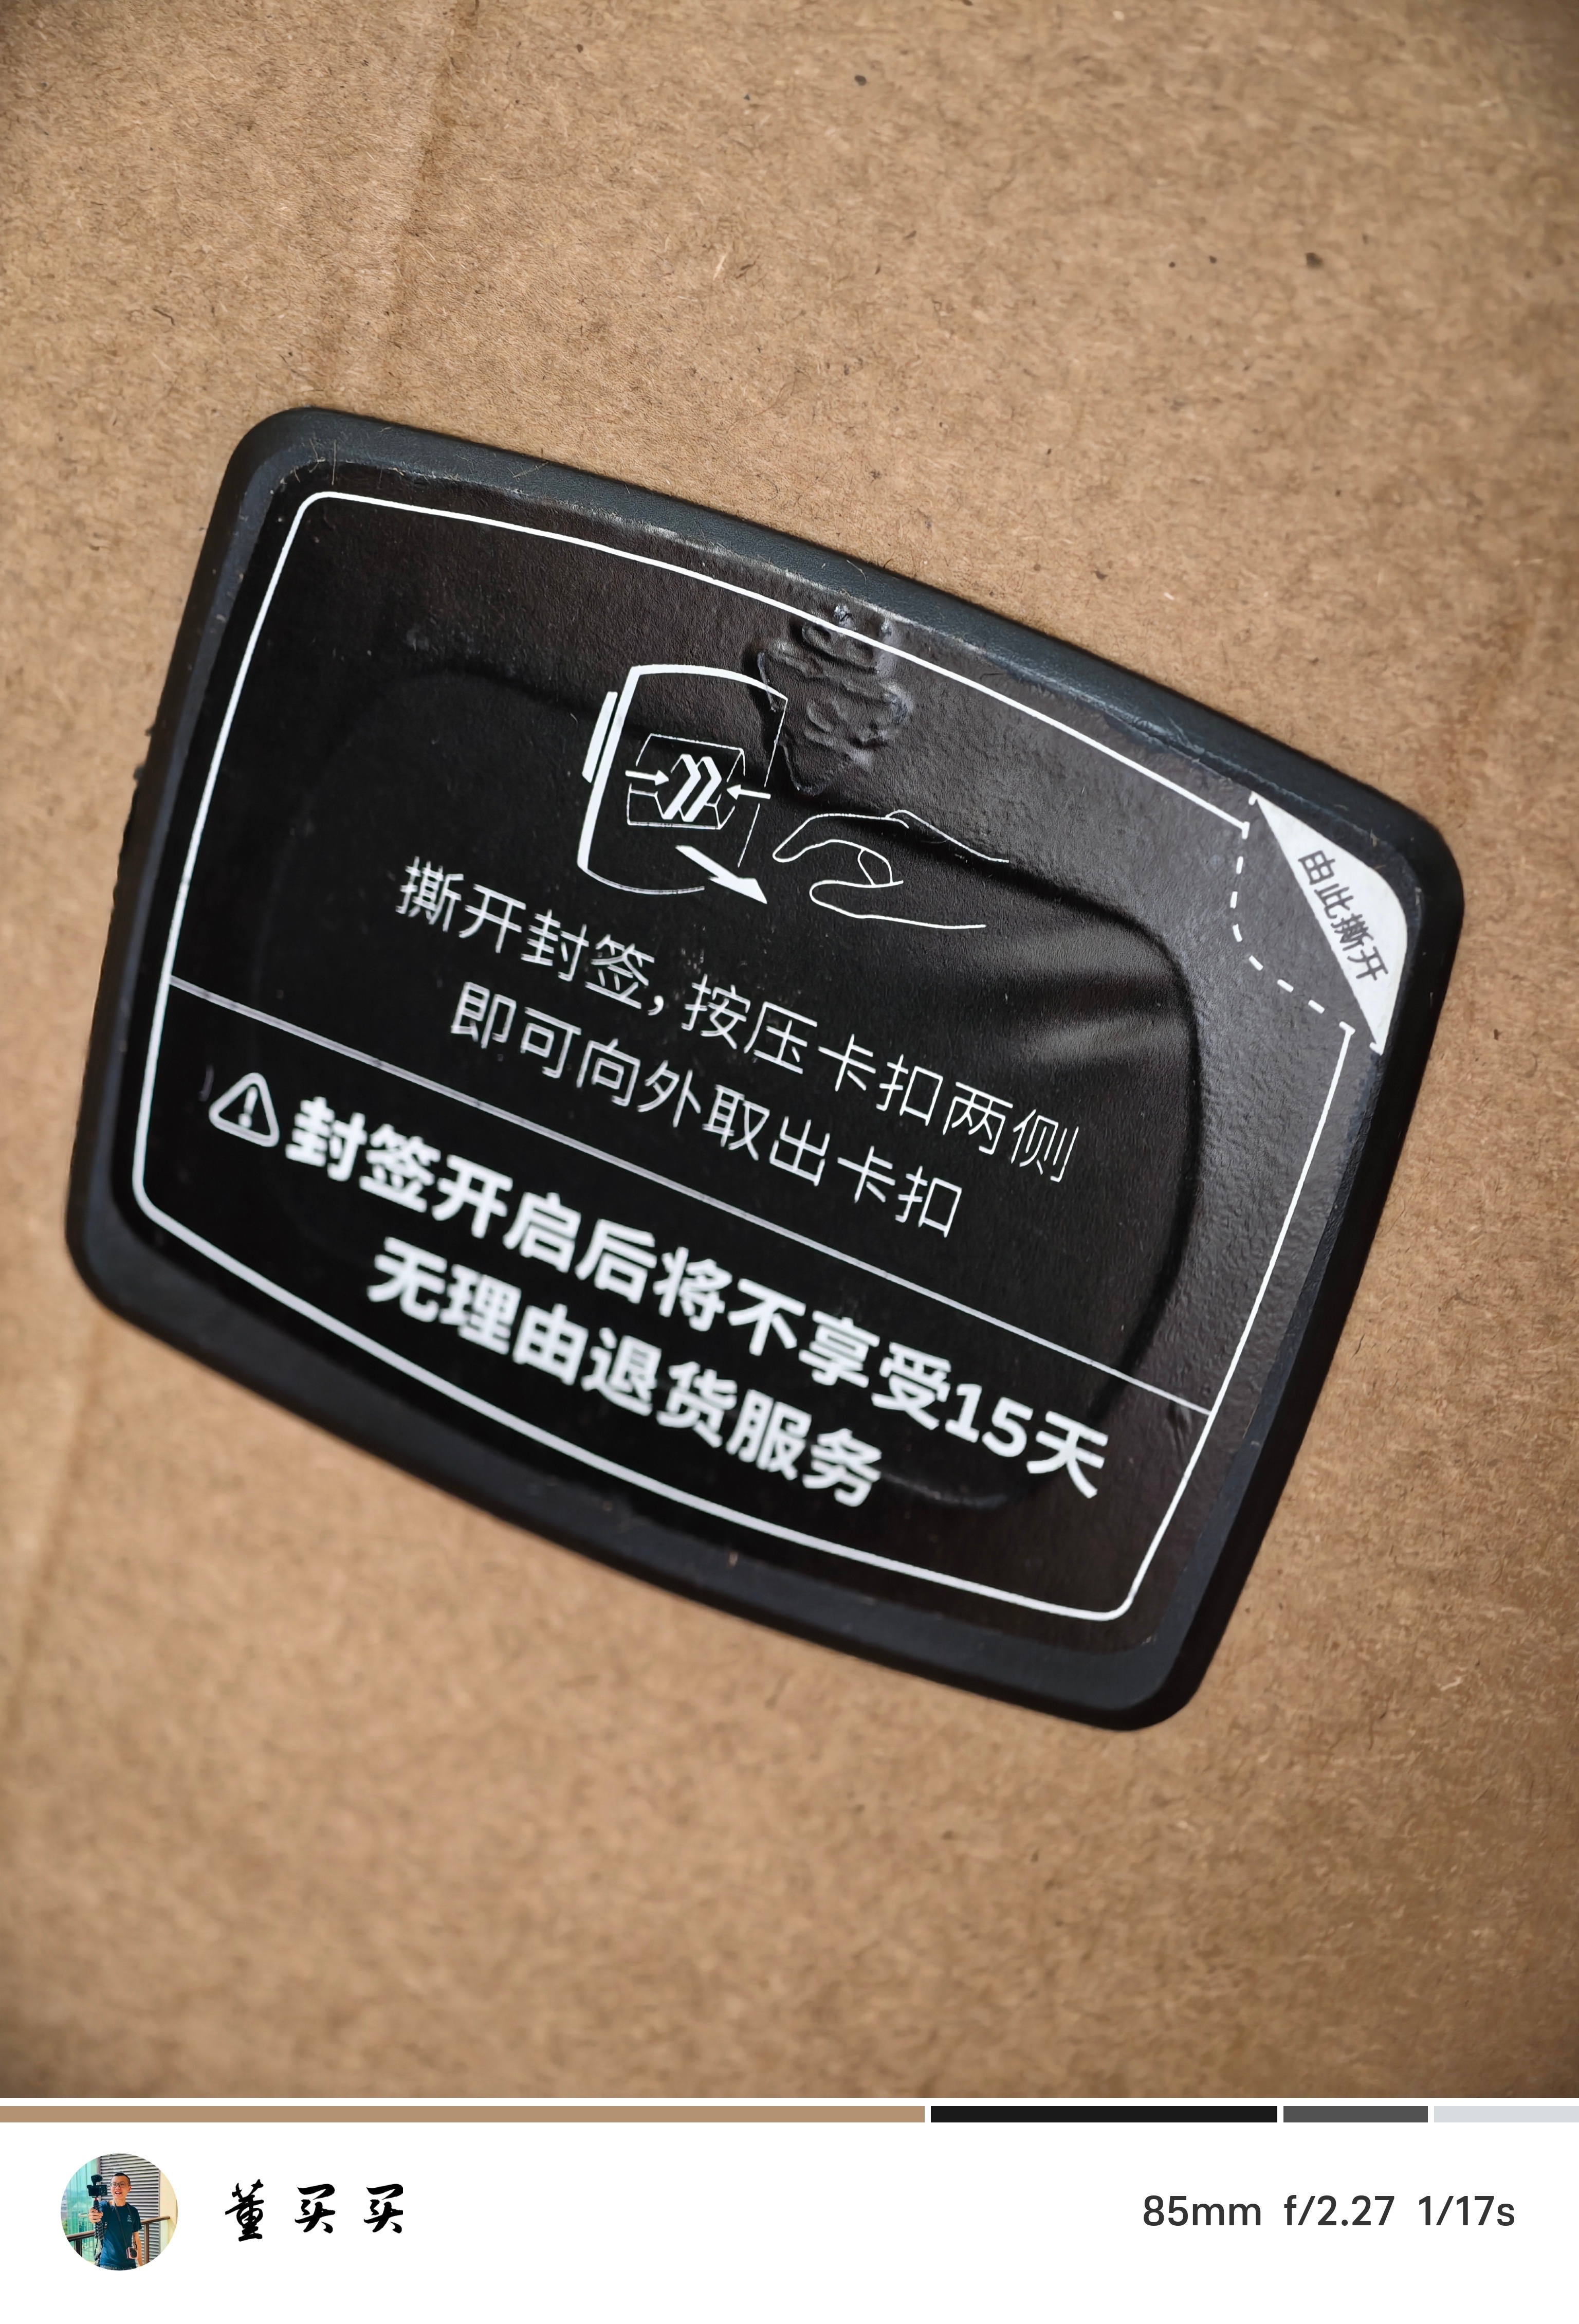 由此撕开
撕开封签,按压卡扣两侧
即可向外取出卡扣
封签开启后将不享受15天
无理由退货服务
董买买
85mm f/2.27 1/17s